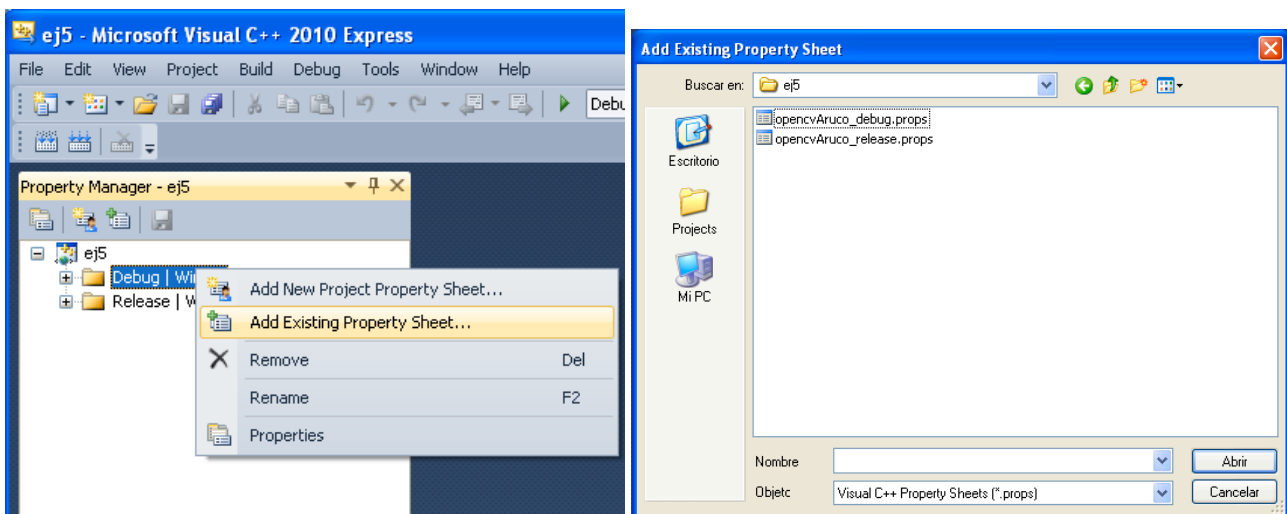 ej5 - Microsoft Visual C++ 2010 Express
File Edit View Project Build Debug Tools Window Help
Debu
Property Manager - ej5
ej5
Debug | Wi
Release | W
Add New Project Property Sheet...
Add Existing Property Sheet...
Remove Del
Rename F2
Properties
Add Existing Property Sheet
Buscar en: ej5
opencvAruco_debug.props
opencvAruco_release.props
Escritorio
Projects
Mi PC
Nombre Abrir
Objetc Visual C++ Property Sheets (*.props) Cancelar